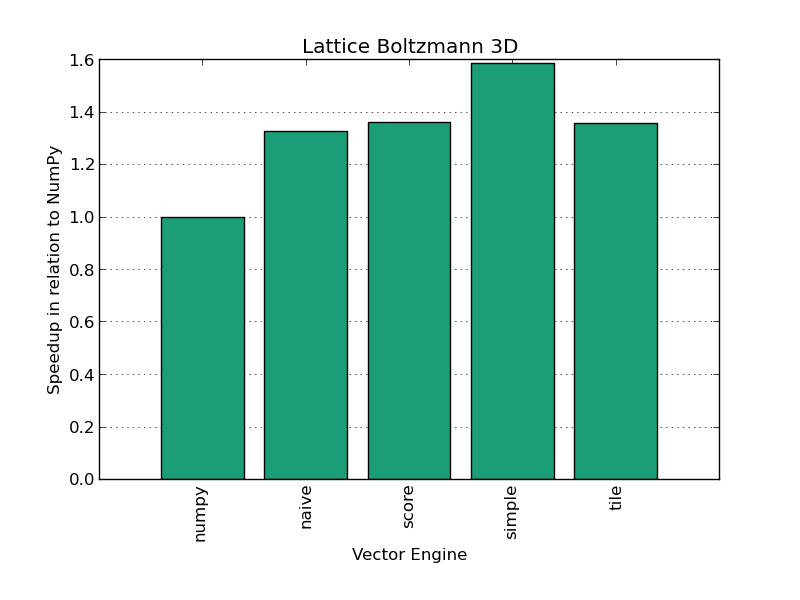 Lattice Boltzmann 3D
1.6
1.4
1.2
1.0
0.8
0.6
0.4
0.2
0.0
Speedup in relation to NumPy
numpy
naive
score
simple
tile
Vector Engine